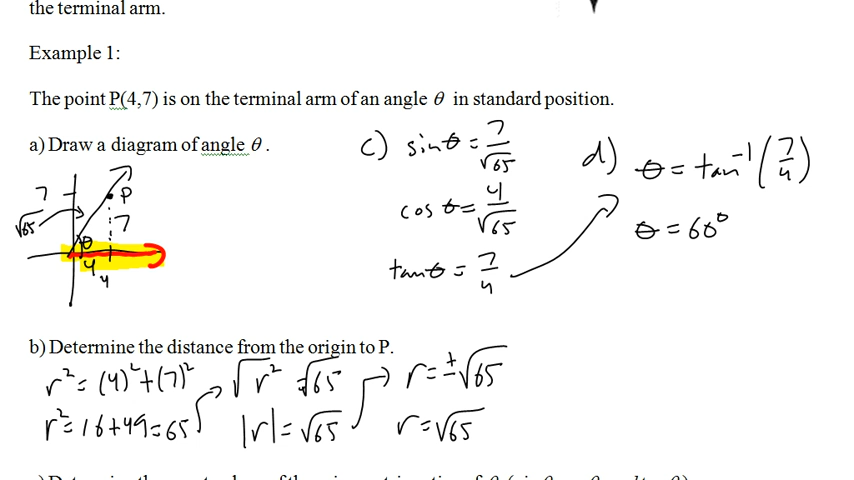 the terminal arm.
Example 1:
The point P(4,7) is on the terminal arm of an angle θ in standard position.
a) Draw a diagram of angle θ.
7
√65
P
7
θ
4
4
c) sinθ = 7/√65
cos θ = 4/√65
tanθ = 7/4
d) θ = tan⁻¹(7/4)
θ = 60°
b) Determine the distance from the origin to P.
r² = (4)² + (7)²
r² = 16+49=65
√r² = √65
|r| = √65
r = ±√65
r = √65